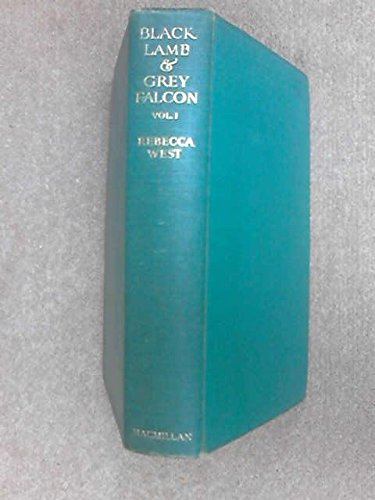 BLACK
LAMB
&
GREY
FALCON
VOL. I
REBECCA
WEST
MACMILLAN